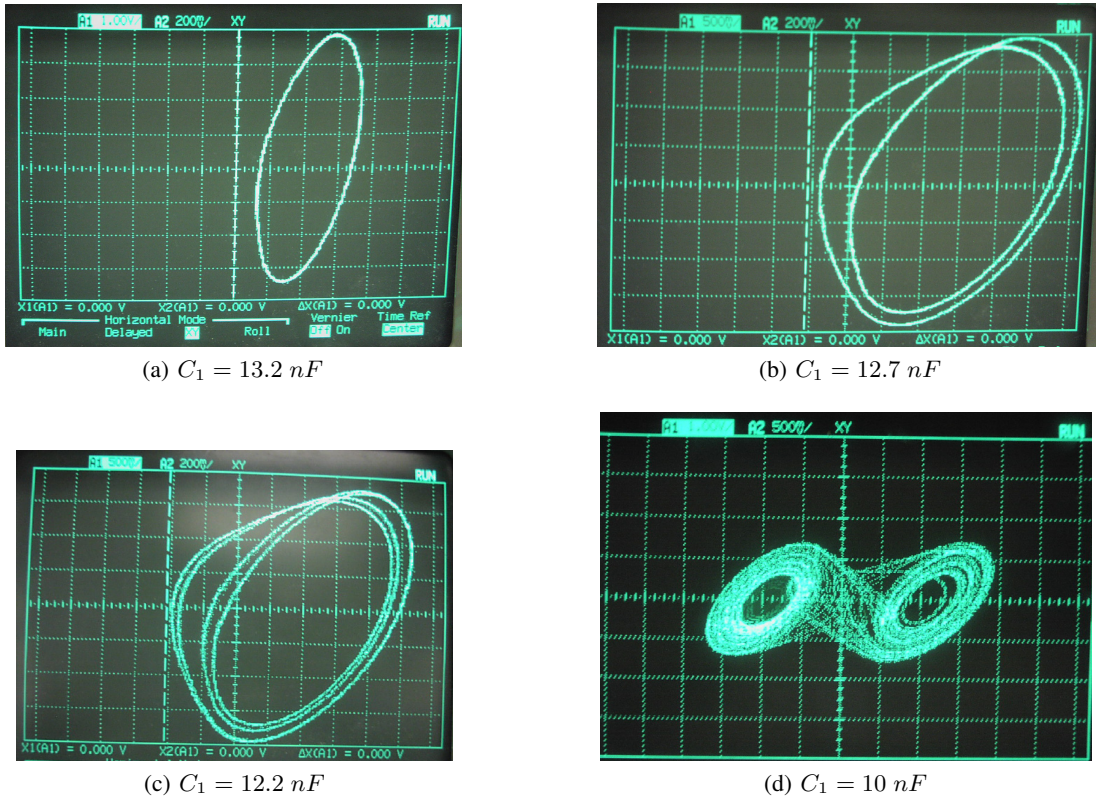 A1 1.00V/ A2 200m/ XY RUN
X1(A1) = 0.000 V X2(A1) = 0.000 V ΔX(A1) = 0.000 V
Horizontal Mode Vernier Time Ref
Main Delayed XY Roll Off On Center
(a) C₁ = 13.2 nF
A1 500m/ A2 200m/ XY RUN
X1(A1) = 0.000 V X2(A1) = 0.000 V ΔX(A1) = 0.000 V
(b) C₁ = 12.7 nF
A1 500m/ A2 200m/ XY RUN
X1(A1) = 0.000 V X2(A1) = 0.000 V ΔX(A1) = 0.000 V
(c) C₁ = 12.2 nF
A1 1.00V/ A2 500m/ XY RUN
(d) C₁ = 10 nF